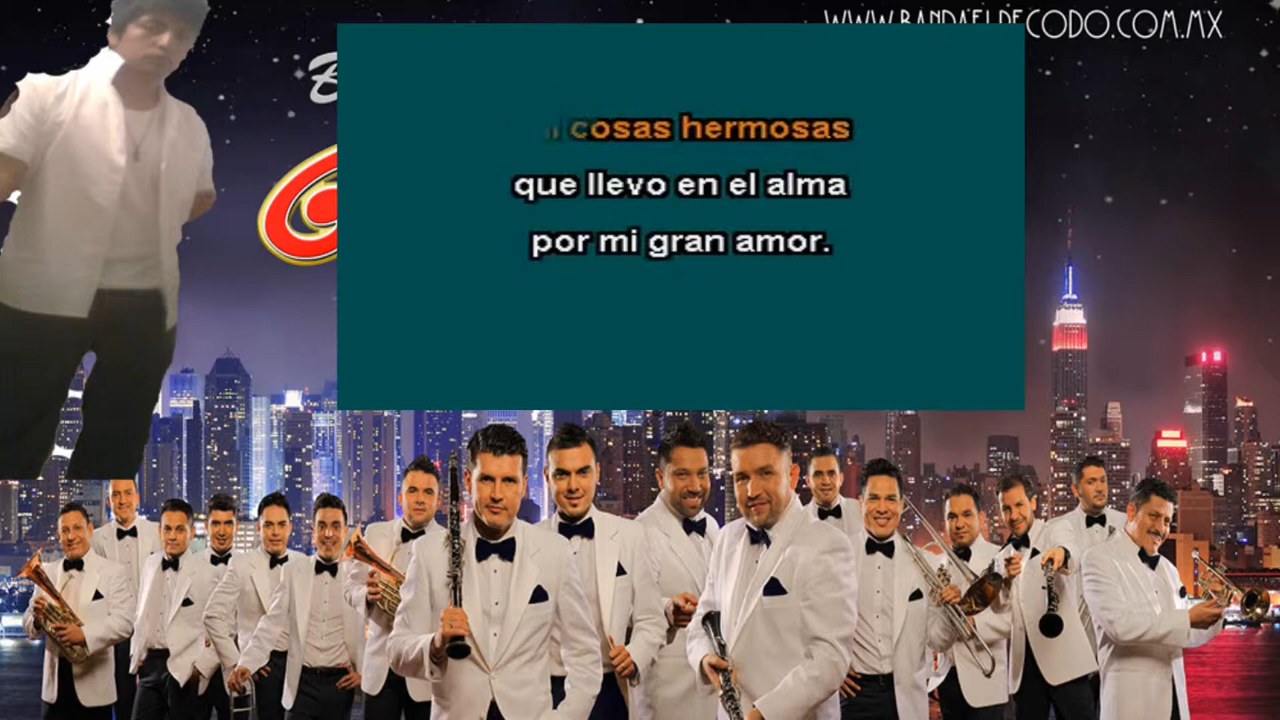 WWW.BANDAELRECODO.COM.MX
cosas hermosas
que llevo en el alma
por mi gran amor.